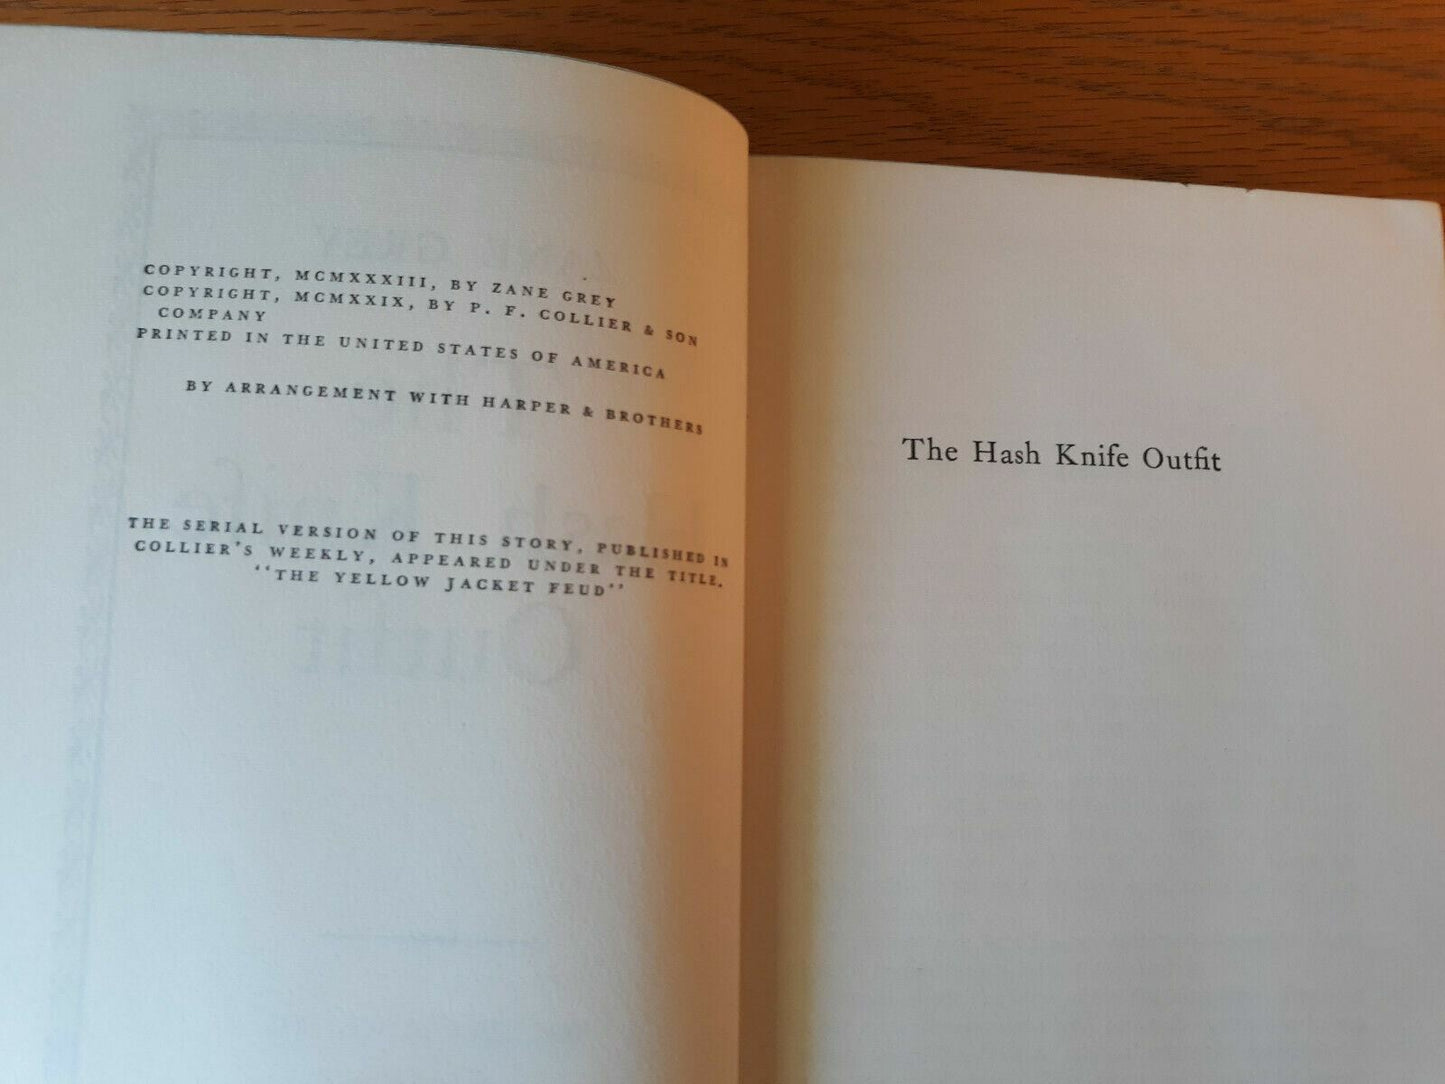 COPYRIGHT, MCMXXXIII, BY ZANE GREY
COPYRIGHT, MCMXXIX, BY P. F. COLLIER & SON
COMPANY
PRINTED IN THE UNITED STATES OF AMERICA
BY ARRANGEMENT WITH HARPER & BROTHERS
THE SERIAL VERSION OF THIS STORY, PUBLISHED IN
COLLIER'S WEEKLY, APPEARED UNDER THE TITLE,
"THE YELLOW JACKET FEUD"
The Hash Knife Outfit